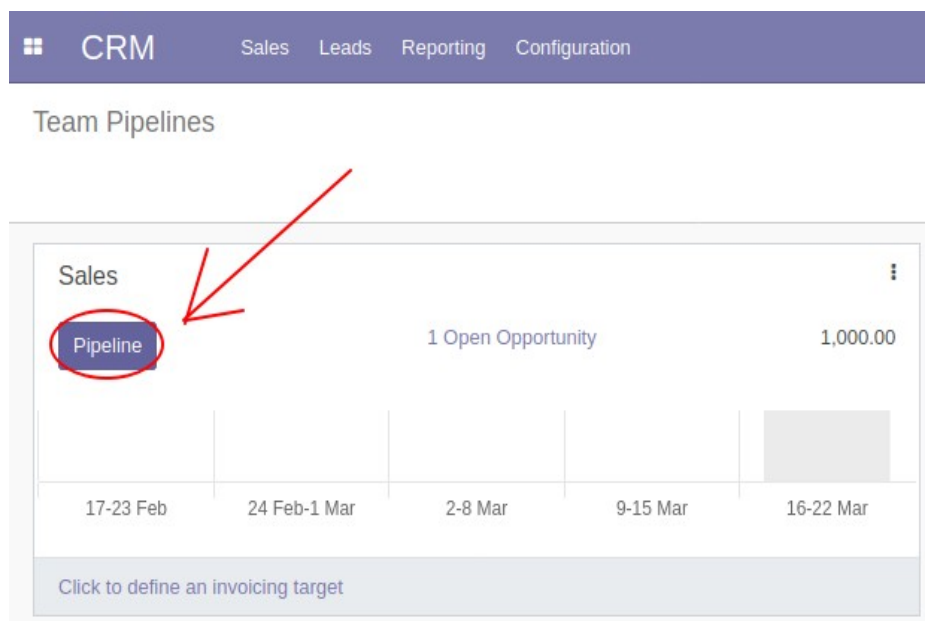 CRM Sales Leads Reporting Configuration
Team Pipelines
Sales
Pipeline 1 Open Opportunity 1,000.00
17-23 Feb 24 Feb-1 Mar 2-8 Mar 9-15 Mar 16-22 Mar
Click to define an invoicing target